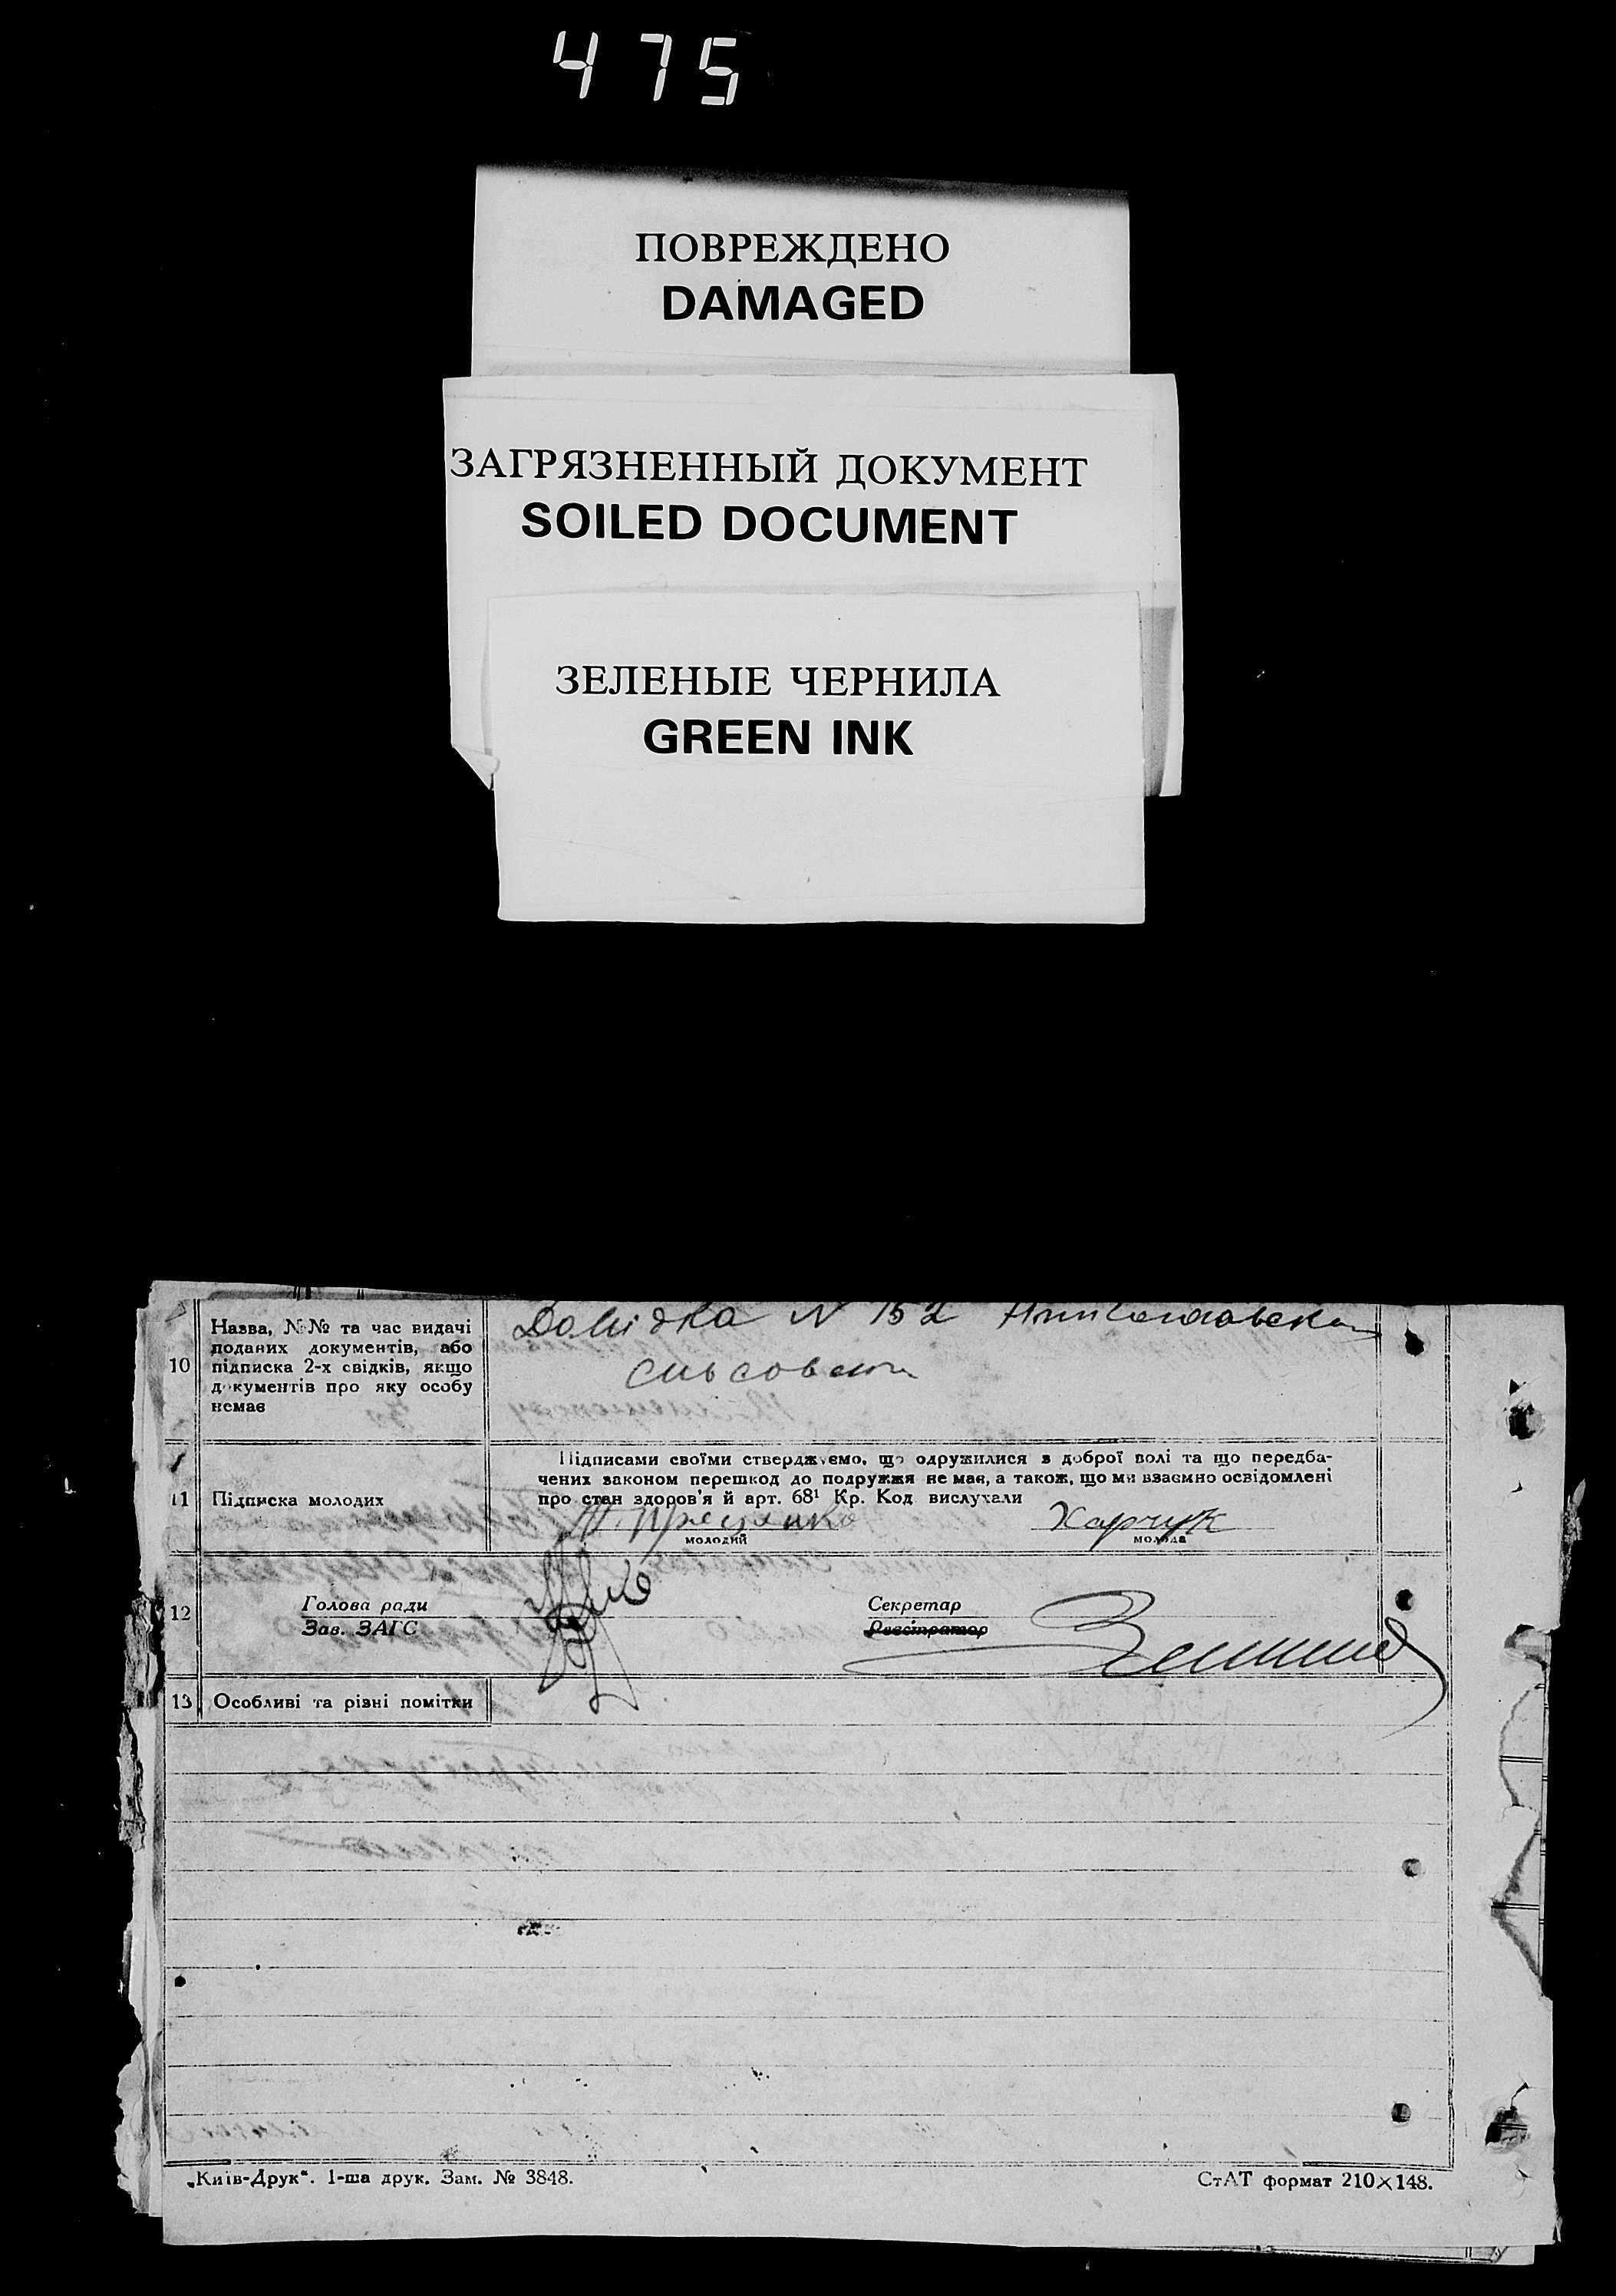 475
ПОВРЕЖДЕНО
DAMAGED
ЗАГРЯЗНЕННЫЙ ДОКУМЕНТ
SOILED DOCUMENT
ЗЕЛЕНЫЕ ЧЕРНИЛА
GREEN INK
10
Назва, №№ та час видачі
поданих документів, або
підписка 2-х свідків, якщо
документів про яку особу
немає
Довідка N 152
сільсовет
11
Підписка молодих
Підписами своїми стверджуємо, що одружилися з доброї волі та що передба-
чених законом перешкод до подружжя не має, а також, що ми взаємно освідомлені
про стан здоров'я й арт. 68¹ Кр. Код вислухали
Харчук
молодий
молода
12
Голова ради
Зав. ЗАГС
Секретар
Реєстратор
13
Особливі та різні помітки
„Київ-Друк“. 1-ша друк. Зам. № 3848.
СтАТ формат 210×148.